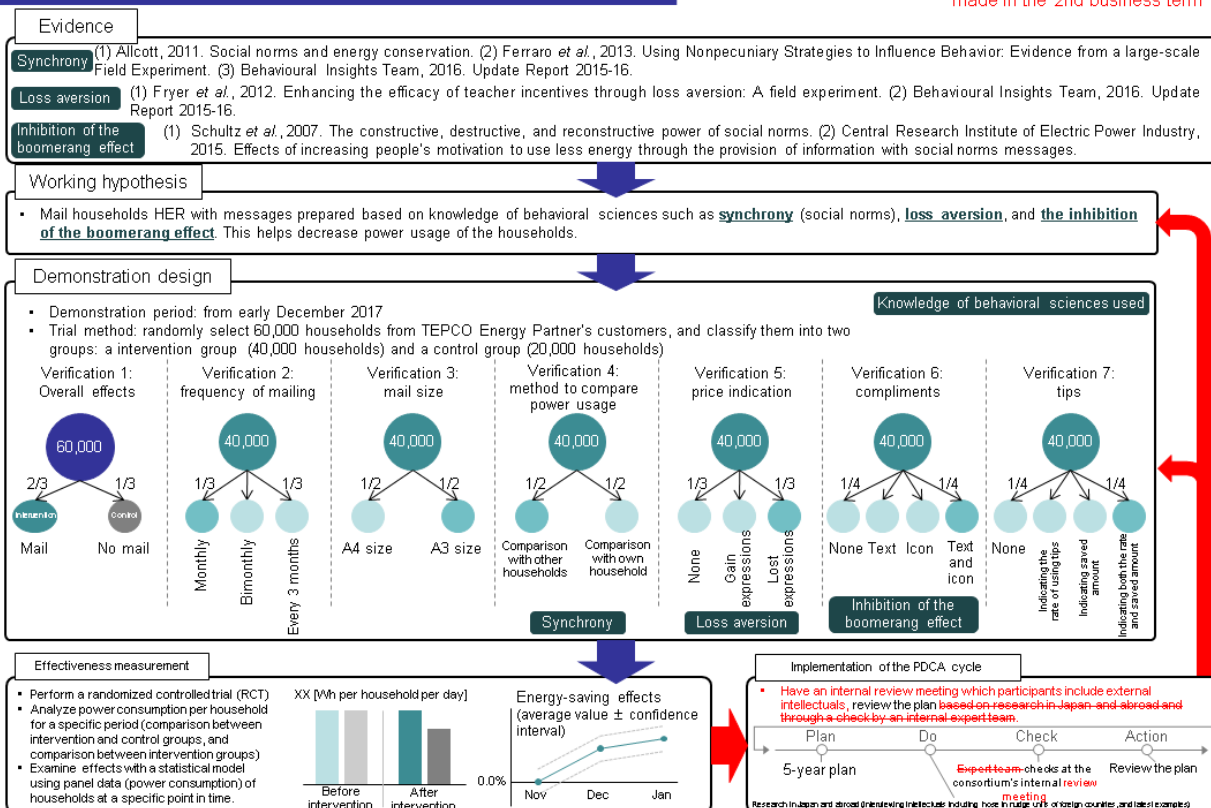 made in the 2nd business term
Evidence
Synchrony
(1) Allcott, 2011. Social norms and energy conservation. (2) Ferraro et al., 2013. Using Nonpecuniary Strategies to Influence Behavior: Evidence from a large-scale
Field Experiment. (3) Behavioural Insights Team, 2016. Update Report 2015-16.
Loss aversion
(1) Fryer et al., 2012. Enhancing the efficacy of teacher incentives through loss aversion: A field experiment. (2) Behavioural Insights Team, 2016. Update
Report 2015-16.
Inhibition of the
boomerang effect
(1) Schultz et al., 2007. The constructive, destructive, and reconstructive power of social norms. (2) Central Research Institute of Electric Power Industry,
2015. Effects of increasing people's motivation to use less energy through the provision of information with social norms messages.
Working hypothesis
▪ Mail households HER with messages prepared based on knowledge of behavioral sciences such as synchrony (social norms), loss aversion, and the inhibition
of the boomerang effect. This helps decrease power usage of the households.
Demonstration design
Knowledge of behavioral sciences used
▪ Demonstration period: from early December 2017
▪ Trial method: randomly select 60,000 households from TEPCO Energy Partner's customers, and classify them into two
groups: a intervention group (40,000 households) and a control group (20,000 households)
Verification 1:
Overall effects
60,000
2/3
1/3
Intervention
Control
Mail
No mail
Verification 2:
frequency of mailing
40,000
1/3
1/3
Monthly
Bimonthly
Every 3 months
Verification 3:
mail size
40,000
1/2
1/2
A4 size
A3 size
Verification 4:
method to compare
power usage
40,000
1/2
1/2
Comparison
with other
households
Comparison
with own
household
Synchrony
Verification 5:
price indication
40,000
1/3
1/3
None
Gain
expressions
Lost
expressions
Loss aversion
Verification 6:
compliments
40,000
1/4
1/4
None
Text
Icon
Text
and
icon
Inhibition of the
boomerang effect
Verification 7:
tips
40,000
1/4
1/4
None
Indicating the
rate of using tips
Indicating saved
amount
Indicating both the rate
and saved amount
Effectiveness measurement
▪ Perform a randomized controlled trial (RCT)
▪ Analyze power consumption per household
for a specific period (comparison between
intervention and control groups, and
comparison between intervention groups)
▪ Examine effects with a statistical model
using panel data (power consumption) of
households at a specific point in time.
XX [Wh per household per day]
Before
intervention
After
intervention
Energy-saving effects
(average value ± confidence
interval)
0.0%
Nov
Dec
Jan
Implementation of the PDCA cycle
▪ Have an internal review meeting which participants include external
intellectuals, review the plan based on research in Japan and abroad and
through a check by an internal expert team.
Plan
Do
Check
Action
5-year plan
Expert team checks at the
consortium's internal review
meeting
Review the plan
Research in Japan and abroad (interviewing intellectuals including those in nudge units of foreign countries, and latest examples)